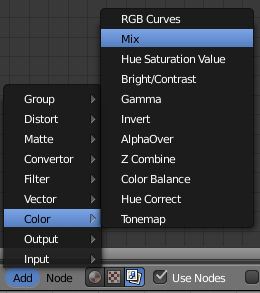 RGB Curves
Mix
Hue Saturation Value
Bright/Contrast
Gamma
Invert
AlphaOver
Z Combine
Color Balance
Hue Correct
Tonemap
Group
Distort
Matte
Convertor
Filter
Vector
Color
Output
Input
Add Node Use Nodes